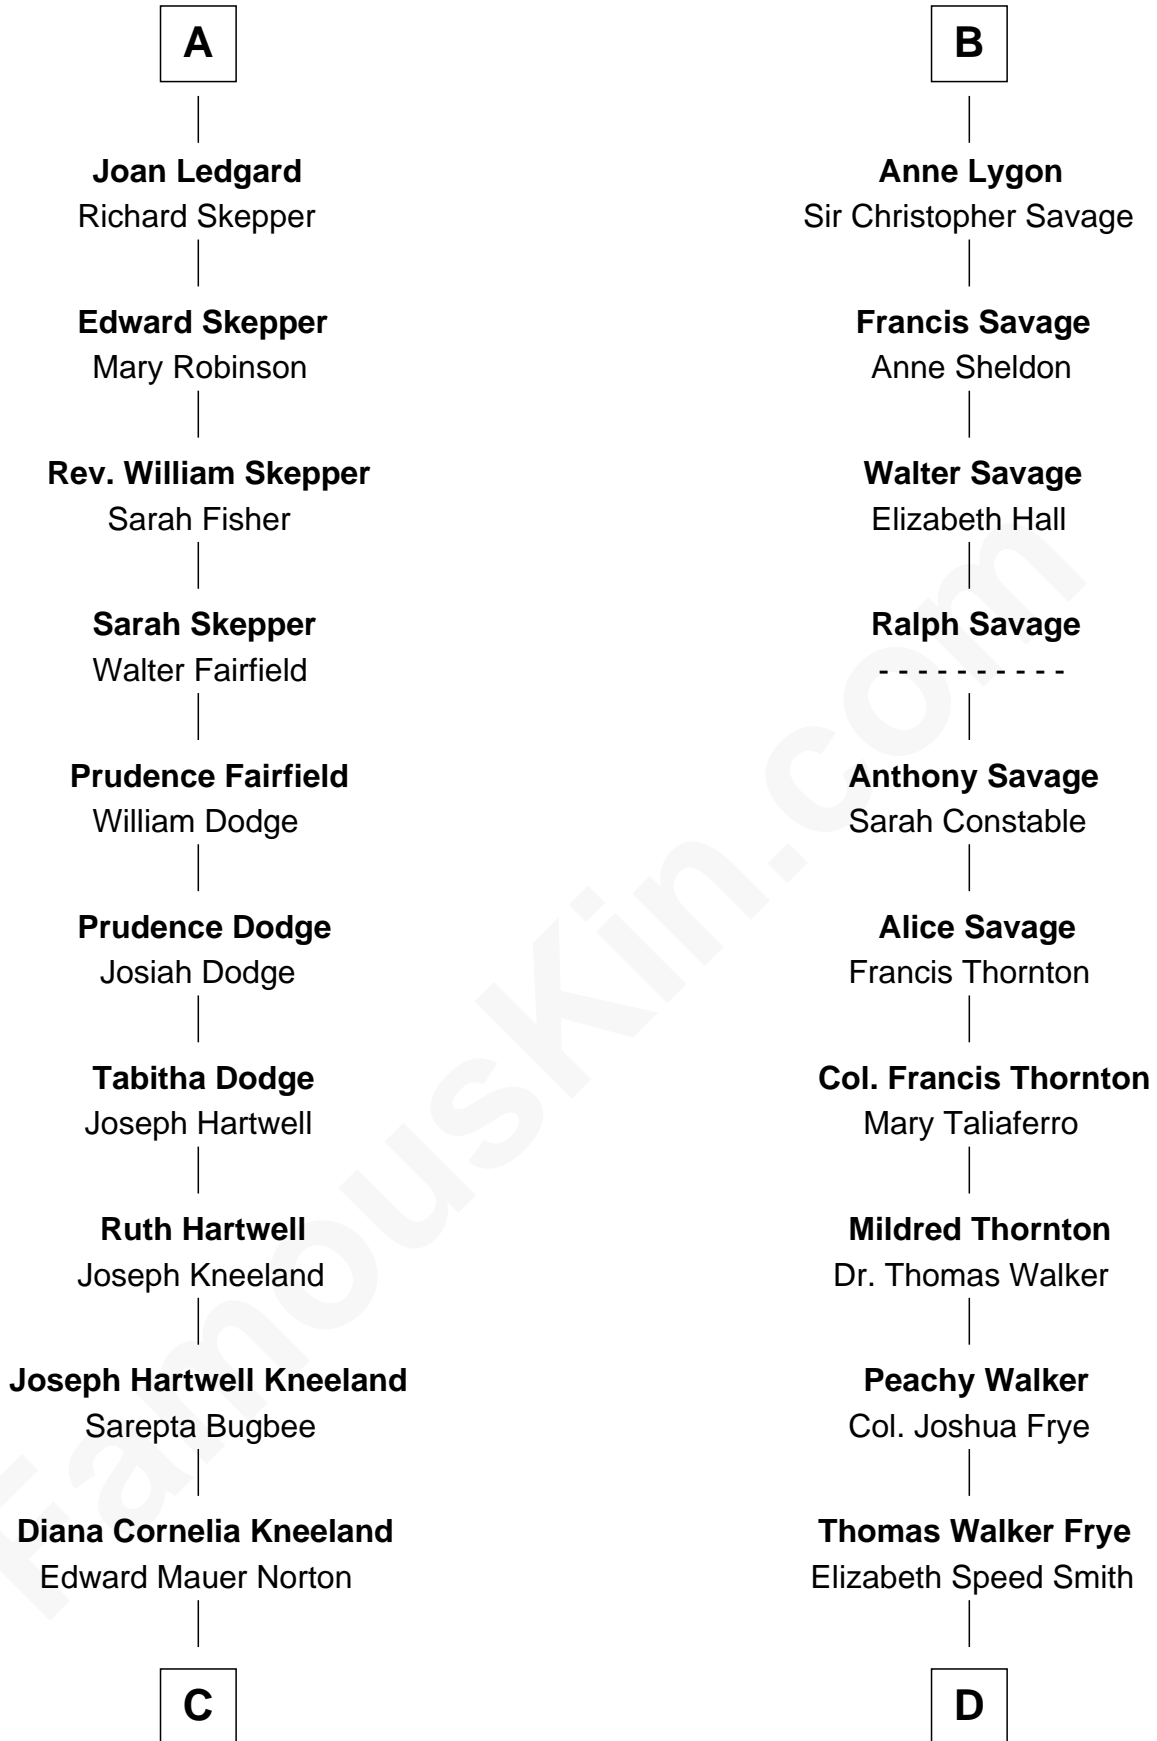 A
Joan Ledgard
Richard Skepper
Edward Skepper
Mary Robinson
Rev. William Skepper
Sarah Fisher
Sarah Skepper
Walter Fairfield
Prudence Fairfield
William Dodge
Prudence Dodge
Josiah Dodge
Tabitha Dodge
Joseph Hartwell
Ruth Hartwell
Joseph Kneeland
Joseph Hartwell Kneeland
Sarepta Bugbee
Diana Cornelia Kneeland
Edward Mauer Norton
C
B
Anne Lygon
Sir Christopher Savage
Francis Savage
Anne Sheldon
Walter Savage
Elizabeth Hall
Ralph Savage
- - - - - - - - - -
Anthony Savage
Sarah Constable
Alice Savage
Francis Thornton
Col. Francis Thornton
Mary Taliaferro
Mildred Thornton
Dr. Thomas Walker
Peachy Walker
Col. Joshua Frye
Thomas Walker Frye
Elizabeth Speed Smith
D
FamousKin.com